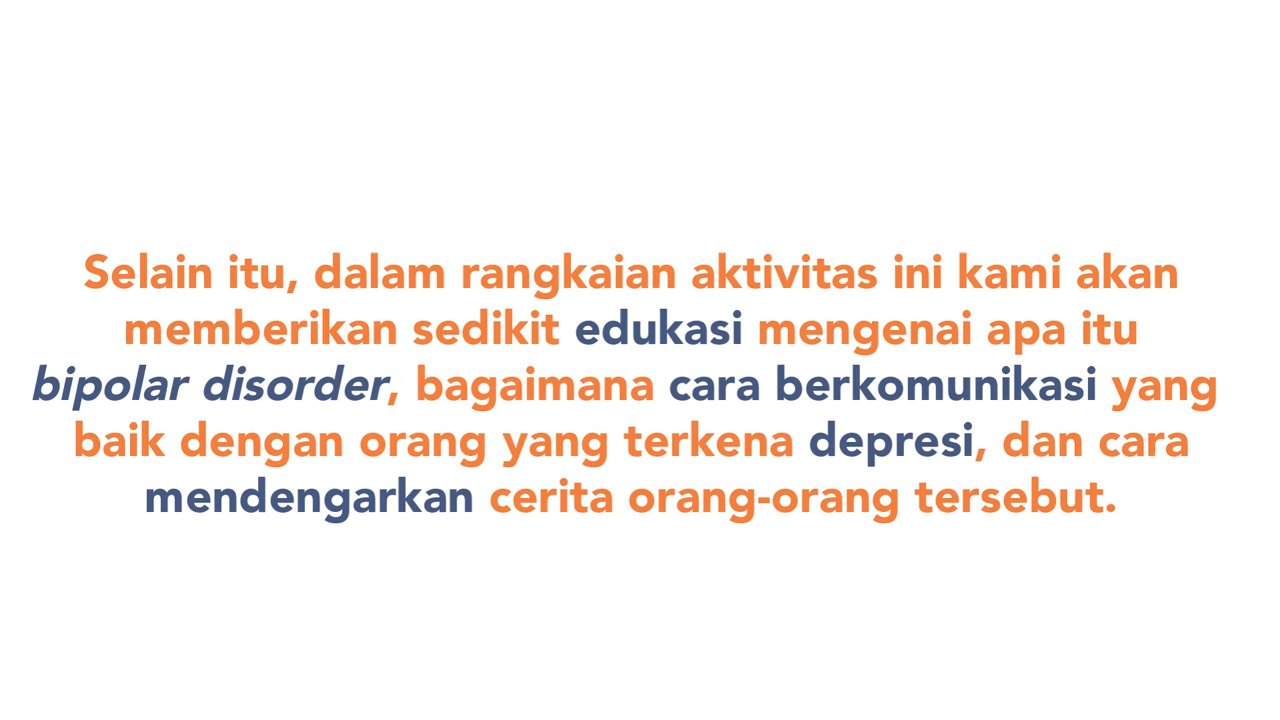 Selain itu, dalam rangkaian aktivitas ini kami akan
memberikan sedikit edukasi mengenai apa itu
bipolar disorder, bagaimana cara berkomunikasi yang
baik dengan orang yang terkena depresi, dan cara
mendengarkan cerita orang-orang tersebut.